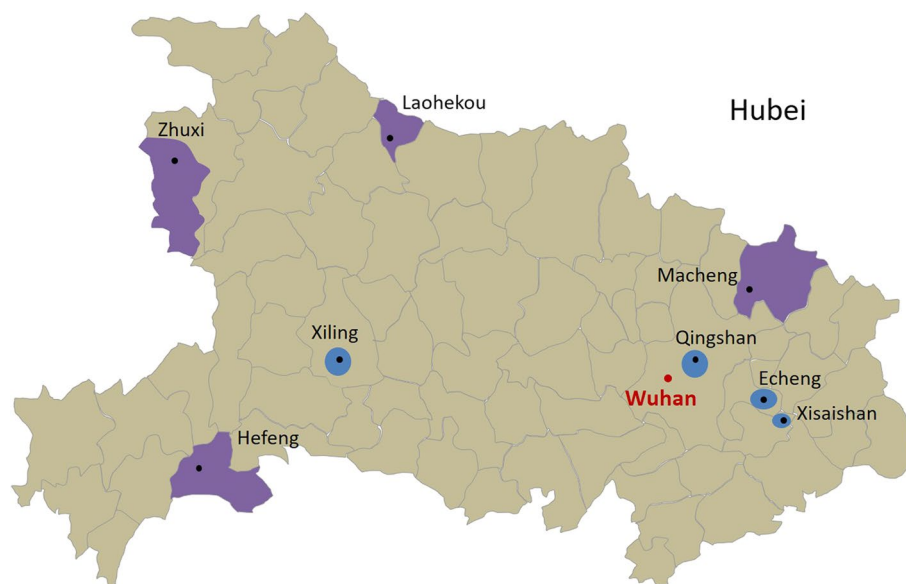 Laohekou
Hubei
Zhuxi
Macheng
Xiling
Qingshan
Echeng
Wuhan
Xisaishan
Hefeng